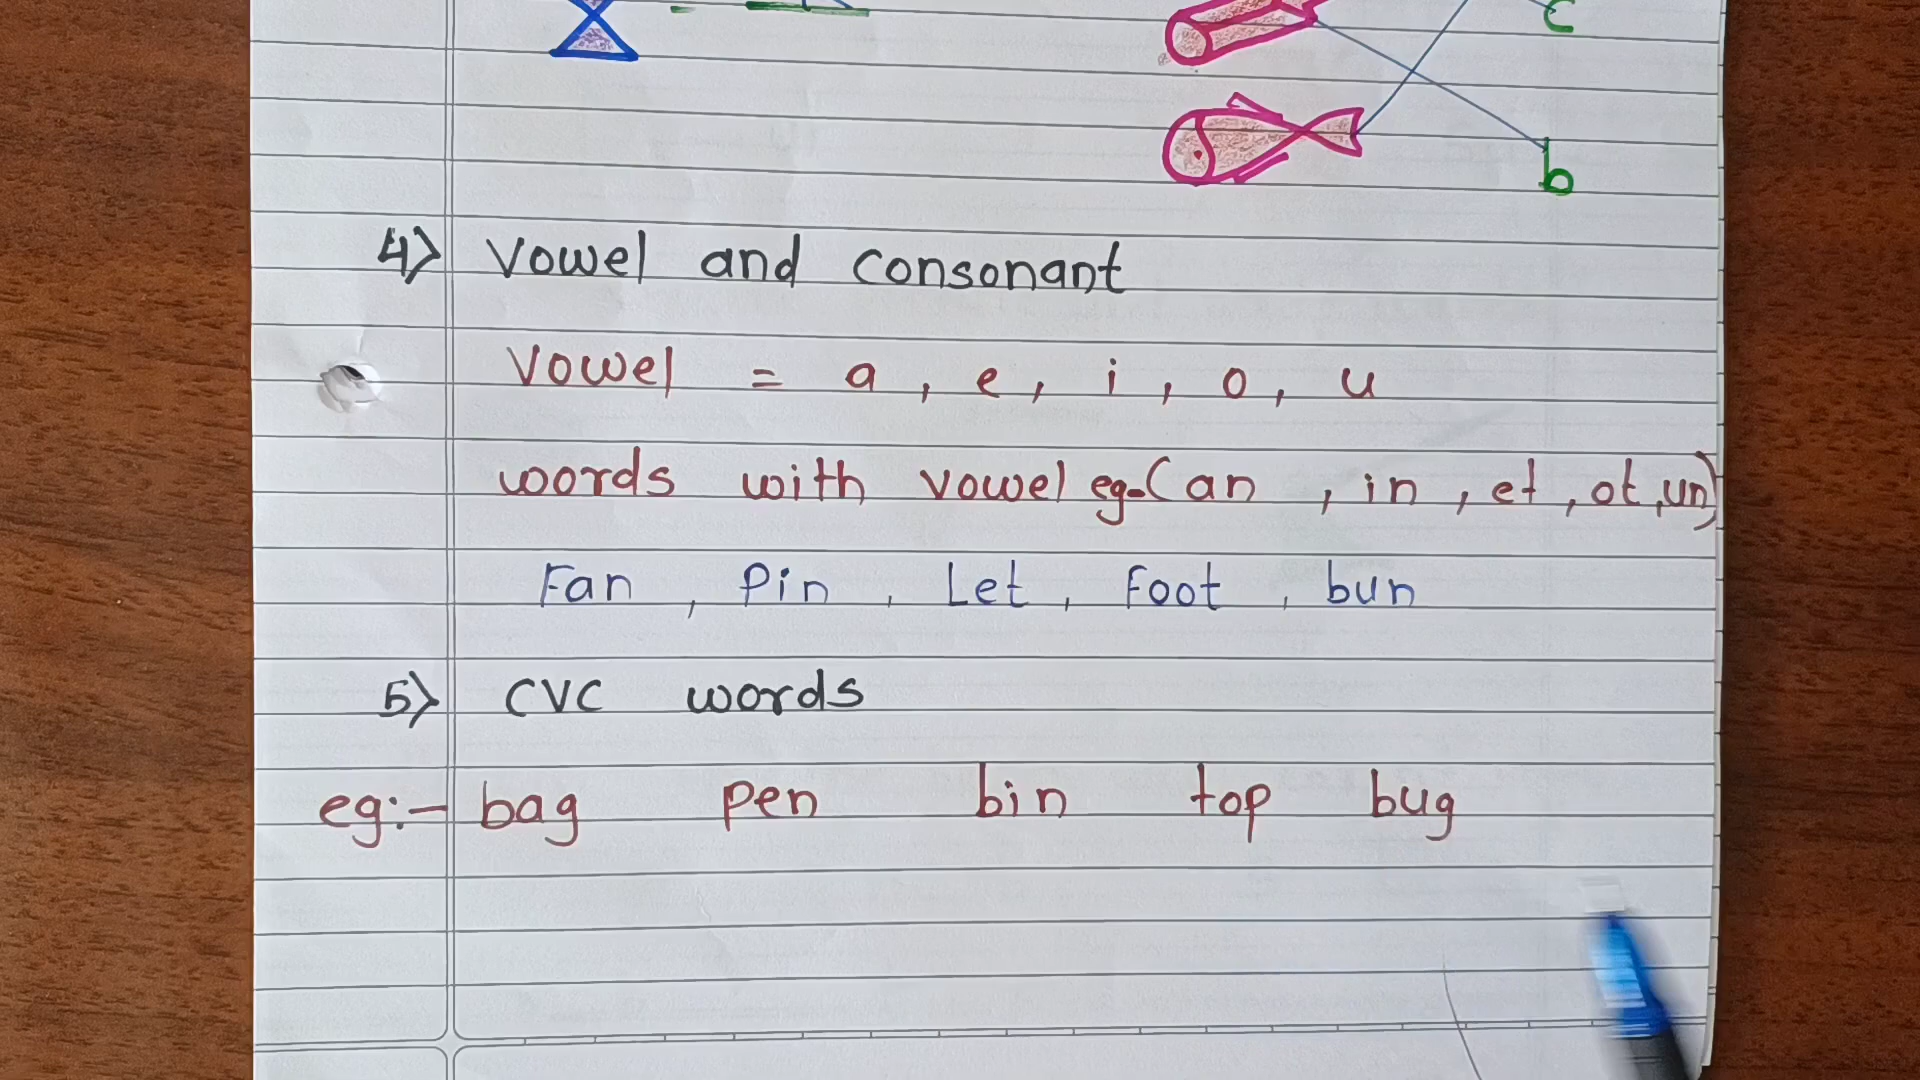 c
b
4) Vowel and consonant
Vowel = a, e, i, o, u
words with vowel eg-(an, in, et, ot, un)
Fan, Pin, Let, Foot, bun
5) CVC words
eg:- bag pen bin top bug